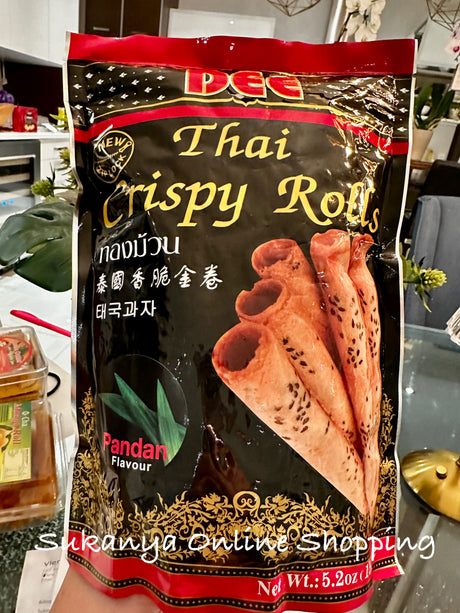 DEE
NEW
Thai
Crispy Rolls
ทองม้วน
泰國香脆金卷
태국과자
Pandan
Flavour
Sukanya Online Shopping
Net Wt.: 5.2oz